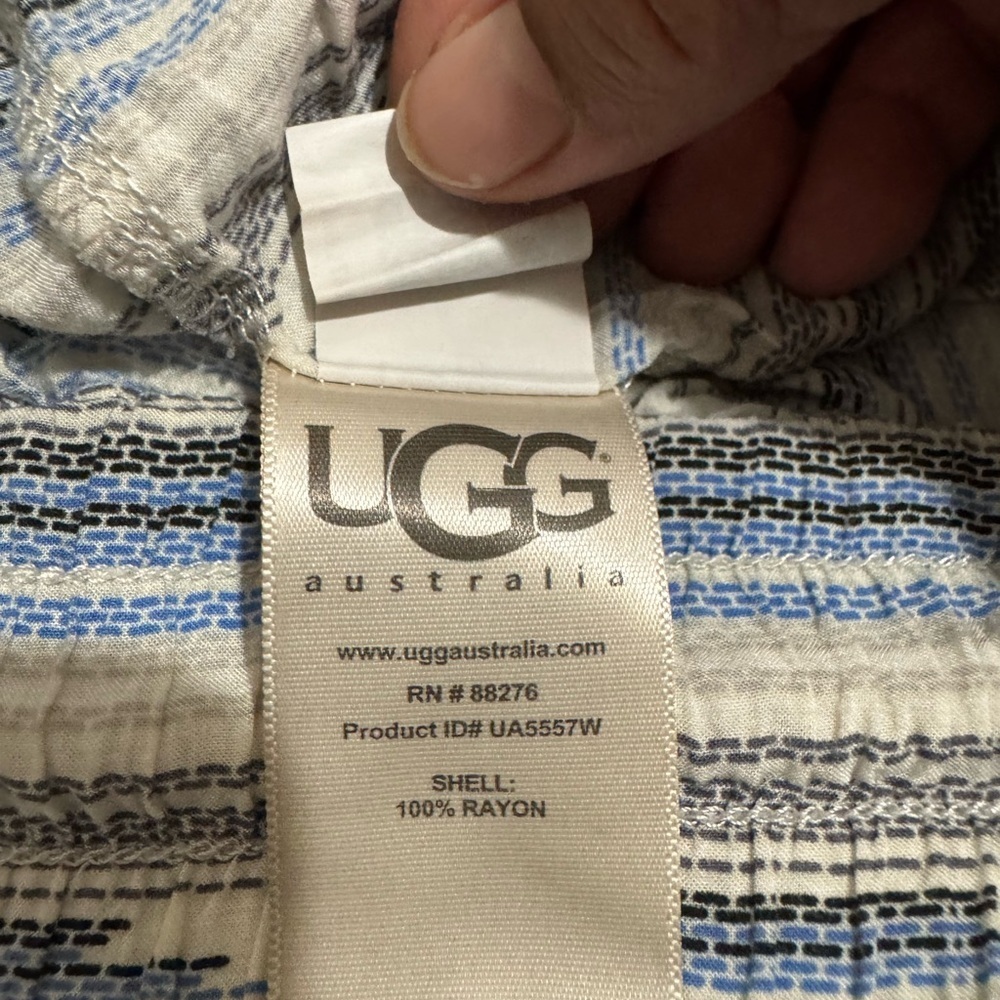 UGG®
australia
www.uggaustralia.com
RN # 88276
Product ID# UA5557W
SHELL:
100% RAYON